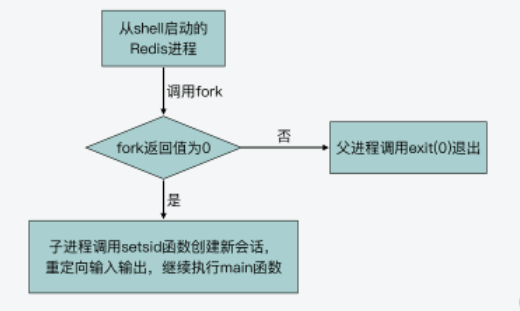 从shell启动的
Redis进程
调用fork
fork返回值为0
否
父进程调用exit(0)退出
是
子进程调用setsid函数创建新会话，
重定向输入输出，继续执行main函数